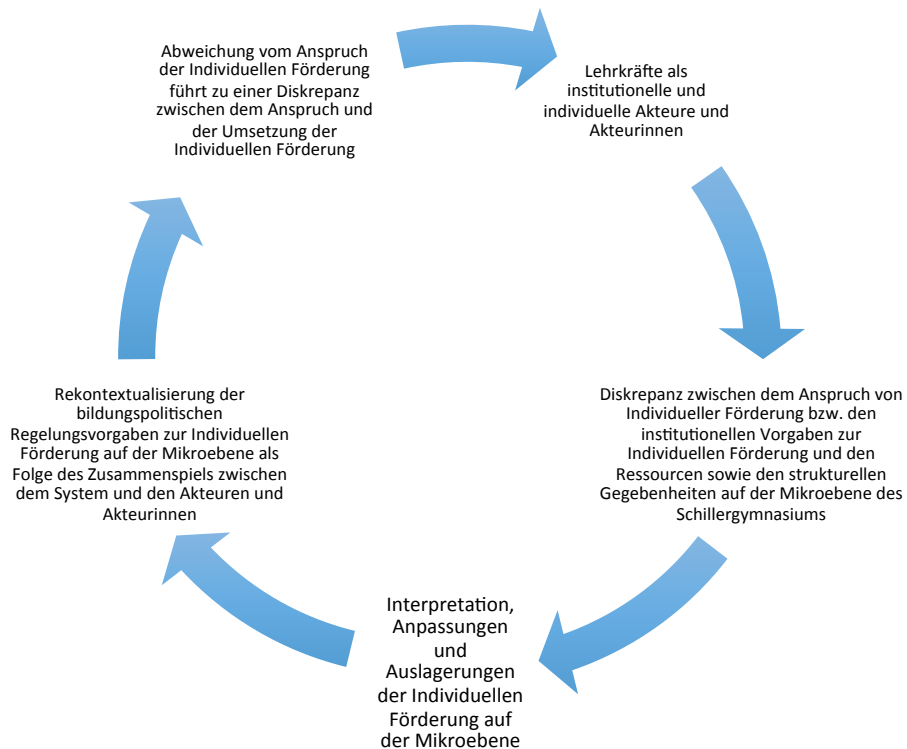 Abweichung vom Anspruch
der Individuellen Förderung
führt zu einer Diskrepanz
zwischen dem Anspruch und
der Umsetzung der
Individuellen Förderung
Lehrkräfte als
institutionelle und
individuelle Akteure und
Akteurinnen
Diskrepanz zwischen dem Anspruch von
Individueller Förderung bzw. den
institutionellen Vorgaben zur
Individuellen Förderung und den
Ressourcen sowie den strukturellen
Gegebenheiten auf der Mikroebene des
Schillergymnasiums
Interpretation,
Anpassungen
und
Auslagerungen
der Individuellen
Förderung auf
der Mikroebene
Rekontextualisierung der
bildungspolitischen
Regelungsvorgaben zur Individuellen
Förderung auf der Mikroebene als
Folge des Zusammenspiels zwischen
dem System und den Akteuren und
Akteurinnen